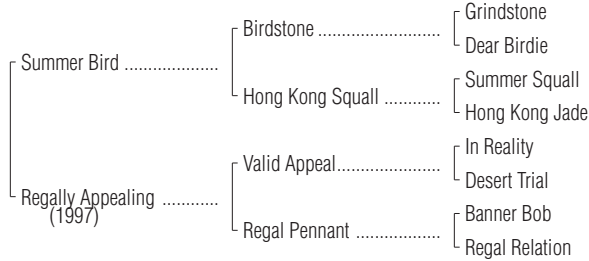 Grindstone
Birdstone ..........................
Dear Birdie
Summer Bird ....................
Summer Squall
Hong Kong Squall ............
Hong Kong Jade
In Reality
Valid Appeal......................
Desert Trial
Regally Appealing ............
(1997)
Banner Bob
Regal Pennant ..................
Regal Relation